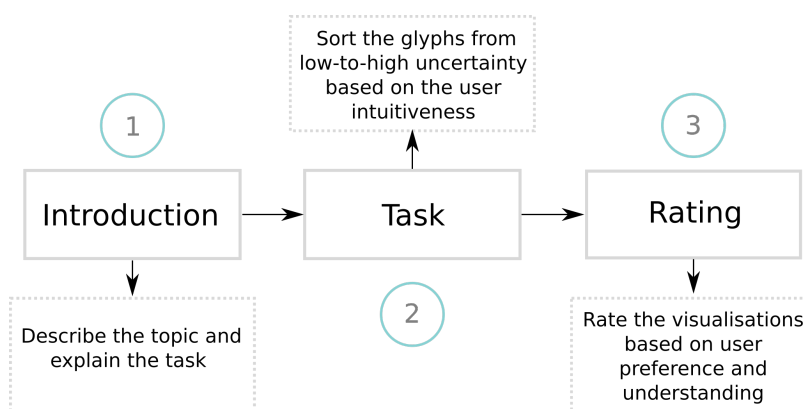 Sort the glyphs from
low-to-high uncertainty
based on the user
intuitiveness
1
3
Introduction
Task
Rating
2
Describe the topic and
explain the task
Rate the visualisations
based on user
preference and
understanding